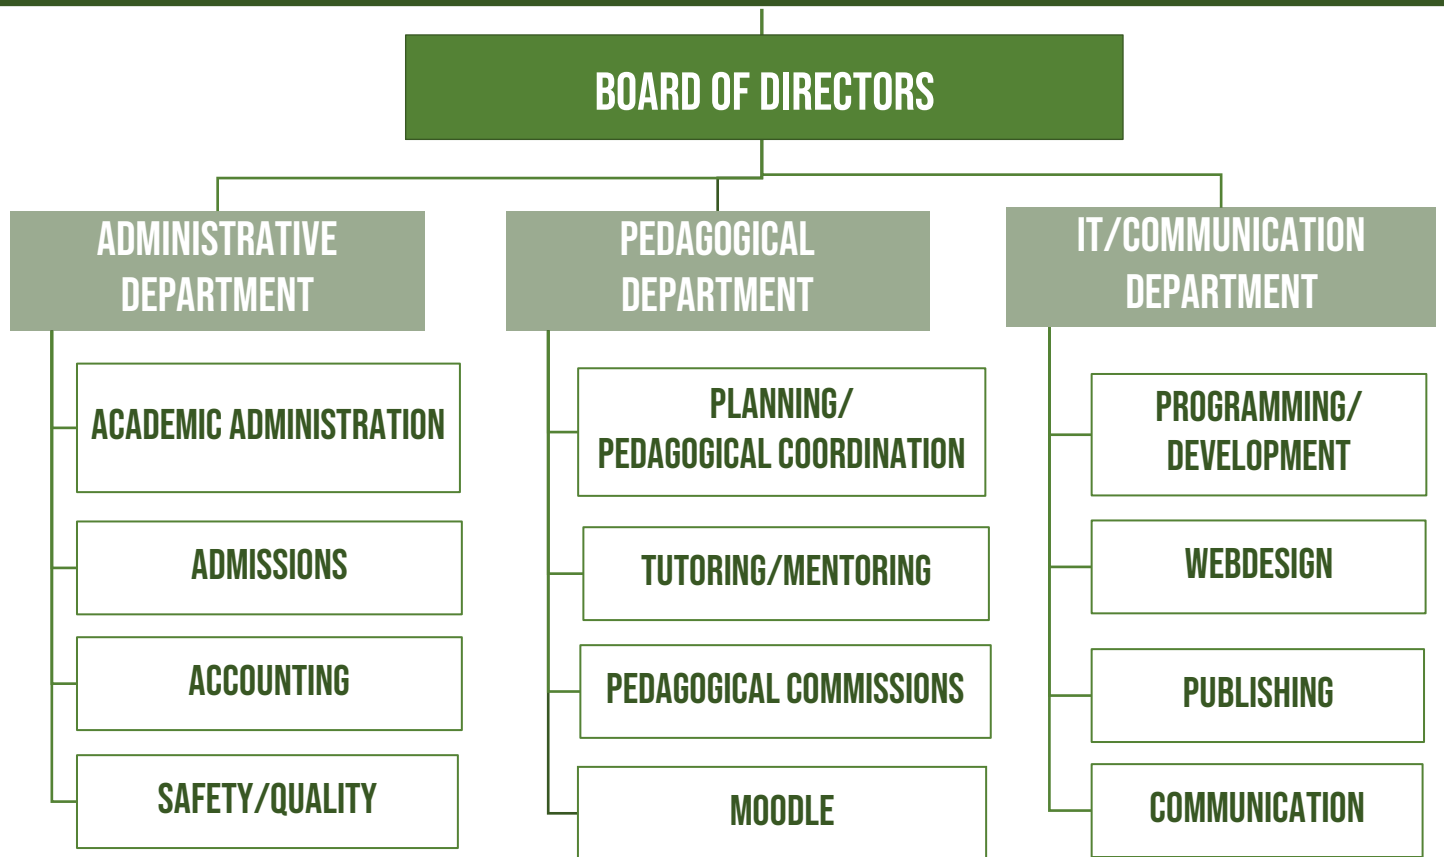 BOARD OF DIRECTORS
ADMINISTRATIVE
DEPARTMENT
ACADEMIC ADMINISTRATION
ADMISSIONS
ACCOUNTING
SAFETY/QUALITY
PEDAGOGICAL
DEPARTMENT
PLANNING/
PEDAGOGICAL COORDINATION
TUTORING/MENTORING
PEDAGOGICAL COMMISSIONS
MOODLE
IT/COMMUNICATION
DEPARTMENT
PROGRAMMING/
DEVELOPMENT
WEBDESIGN
PUBLISHING
COMMUNICATION